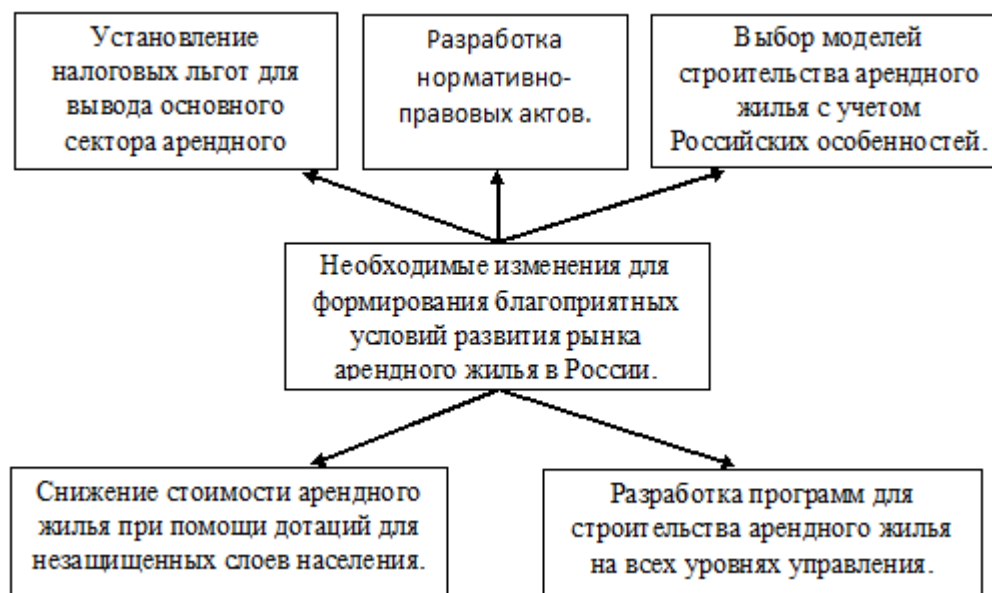 Установление
налоговых льгот для
вывода основного
сектора арендного
Разработка
нормативно-
правовых актов.
Выбор моделей
строительства арендного
жилья с учетом
Российских особенностей.
Необходимые изменения для
формирования благоприятных
условий развития рынка
арендного жилья в России.
Снижение стоимости арендного
жилья при помощи дотаций для
незащищенных слоев населения.
Разработка программ для
строительства арендного жилья
на всех уровнях управления.